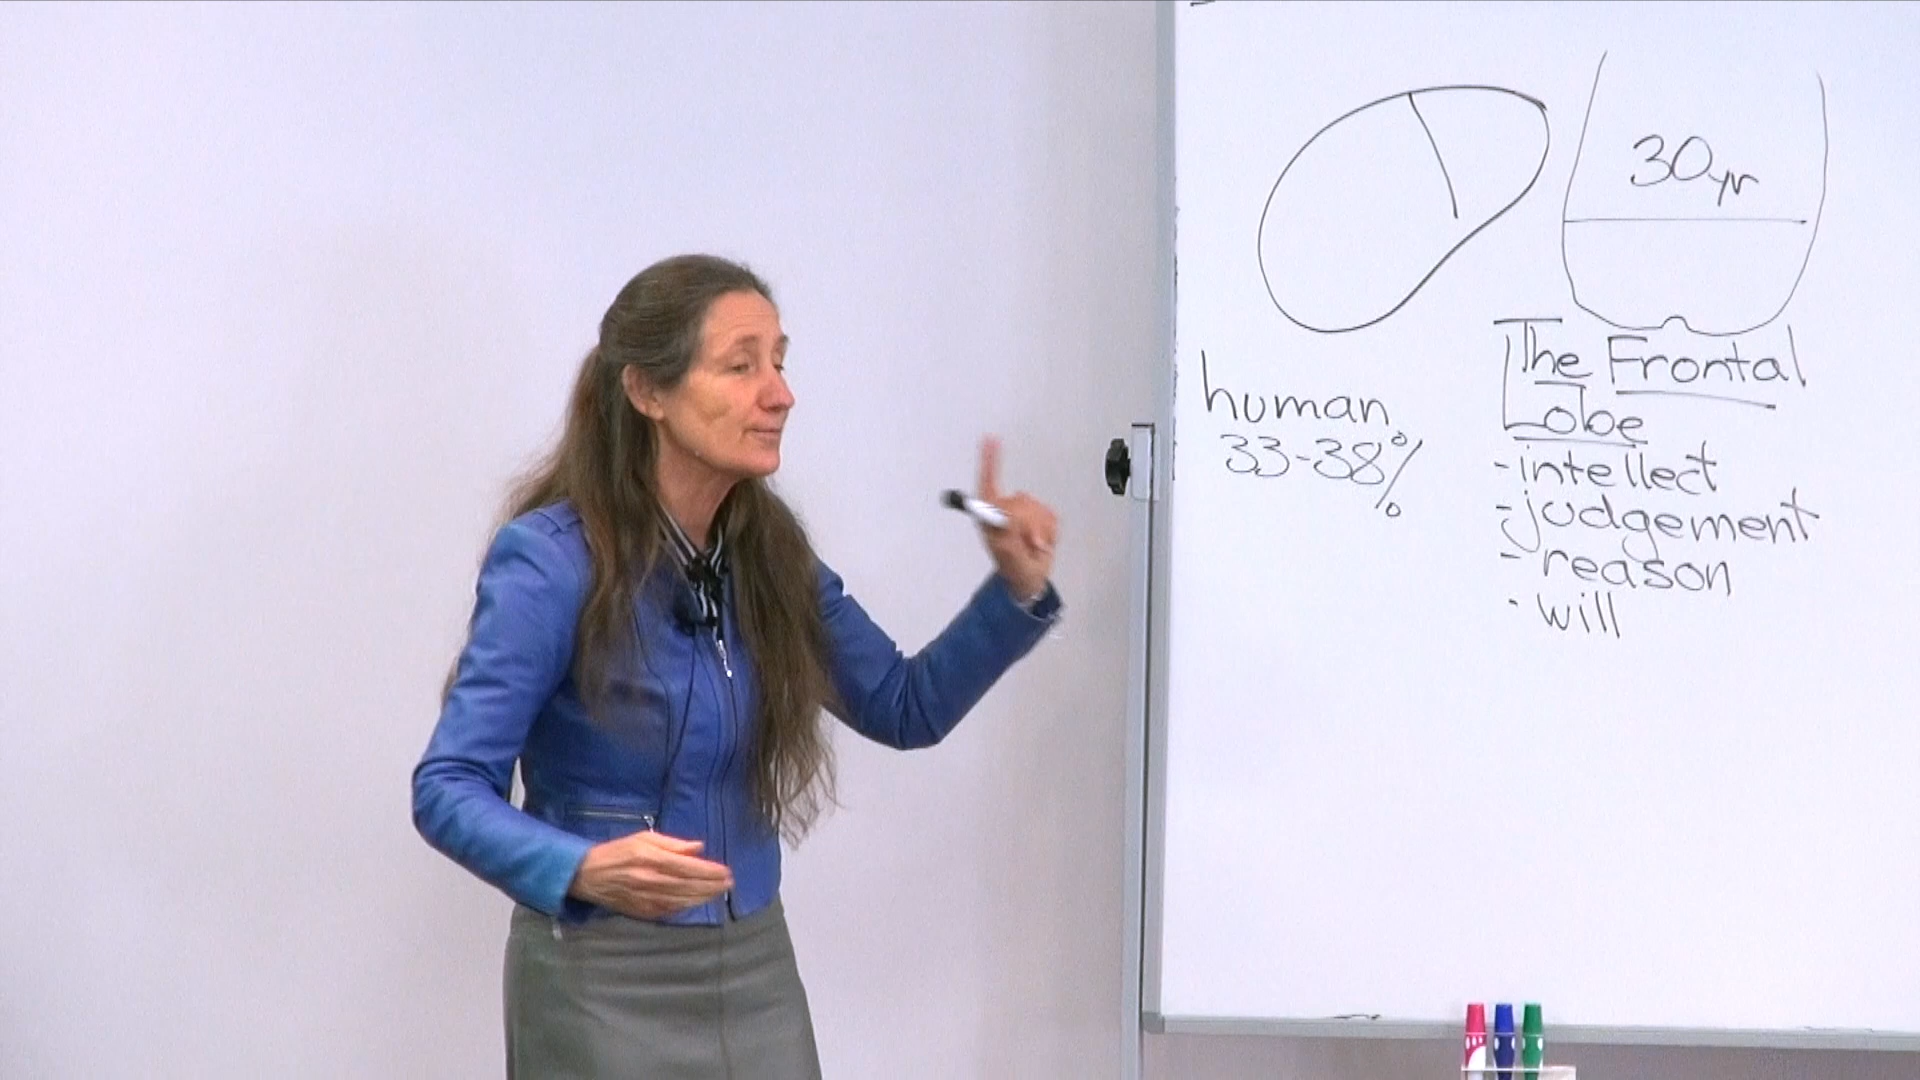 30yr
The Frontal
Lobe
-intellect
-judgement
- reason
- will
human
33-38%